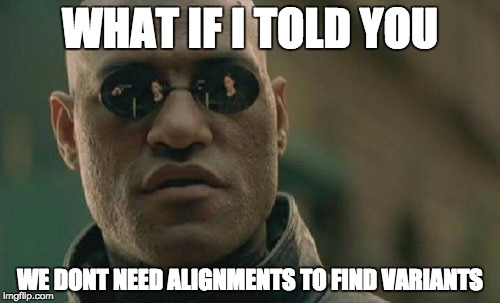 WHAT IF I TOLD YOU
WE DONT NEED ALIGNMENTS TO FIND VARIANTS
imgflip.com